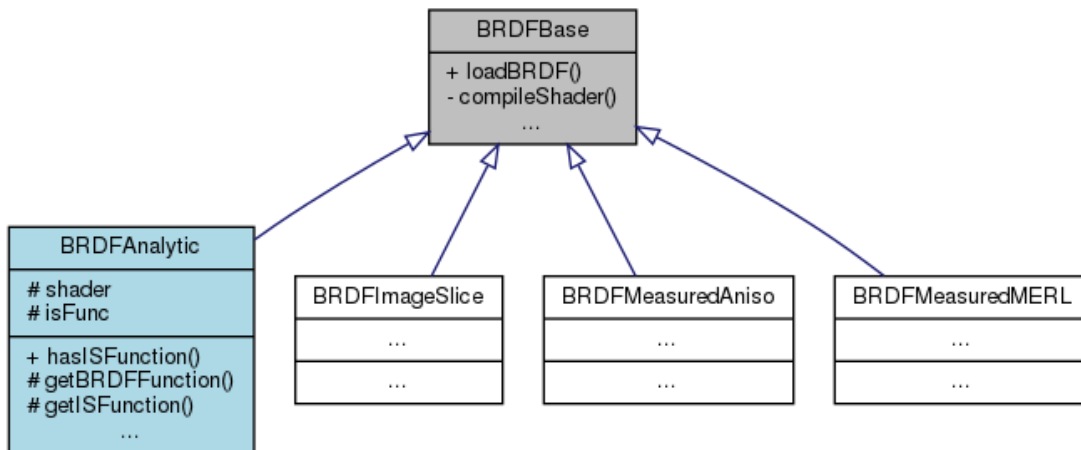 BRDFBase
+ loadBRDF()
- compileShader()
...
BRDFAnalytic
# shader
# isFunc
+ hasISFunction()
# getBRDFFunction()
# getISFunction()
...
BRDFImageSlice
...
...
BRDFMeasuredAniso
...
...
BRDFMeasuredMERL
...
...